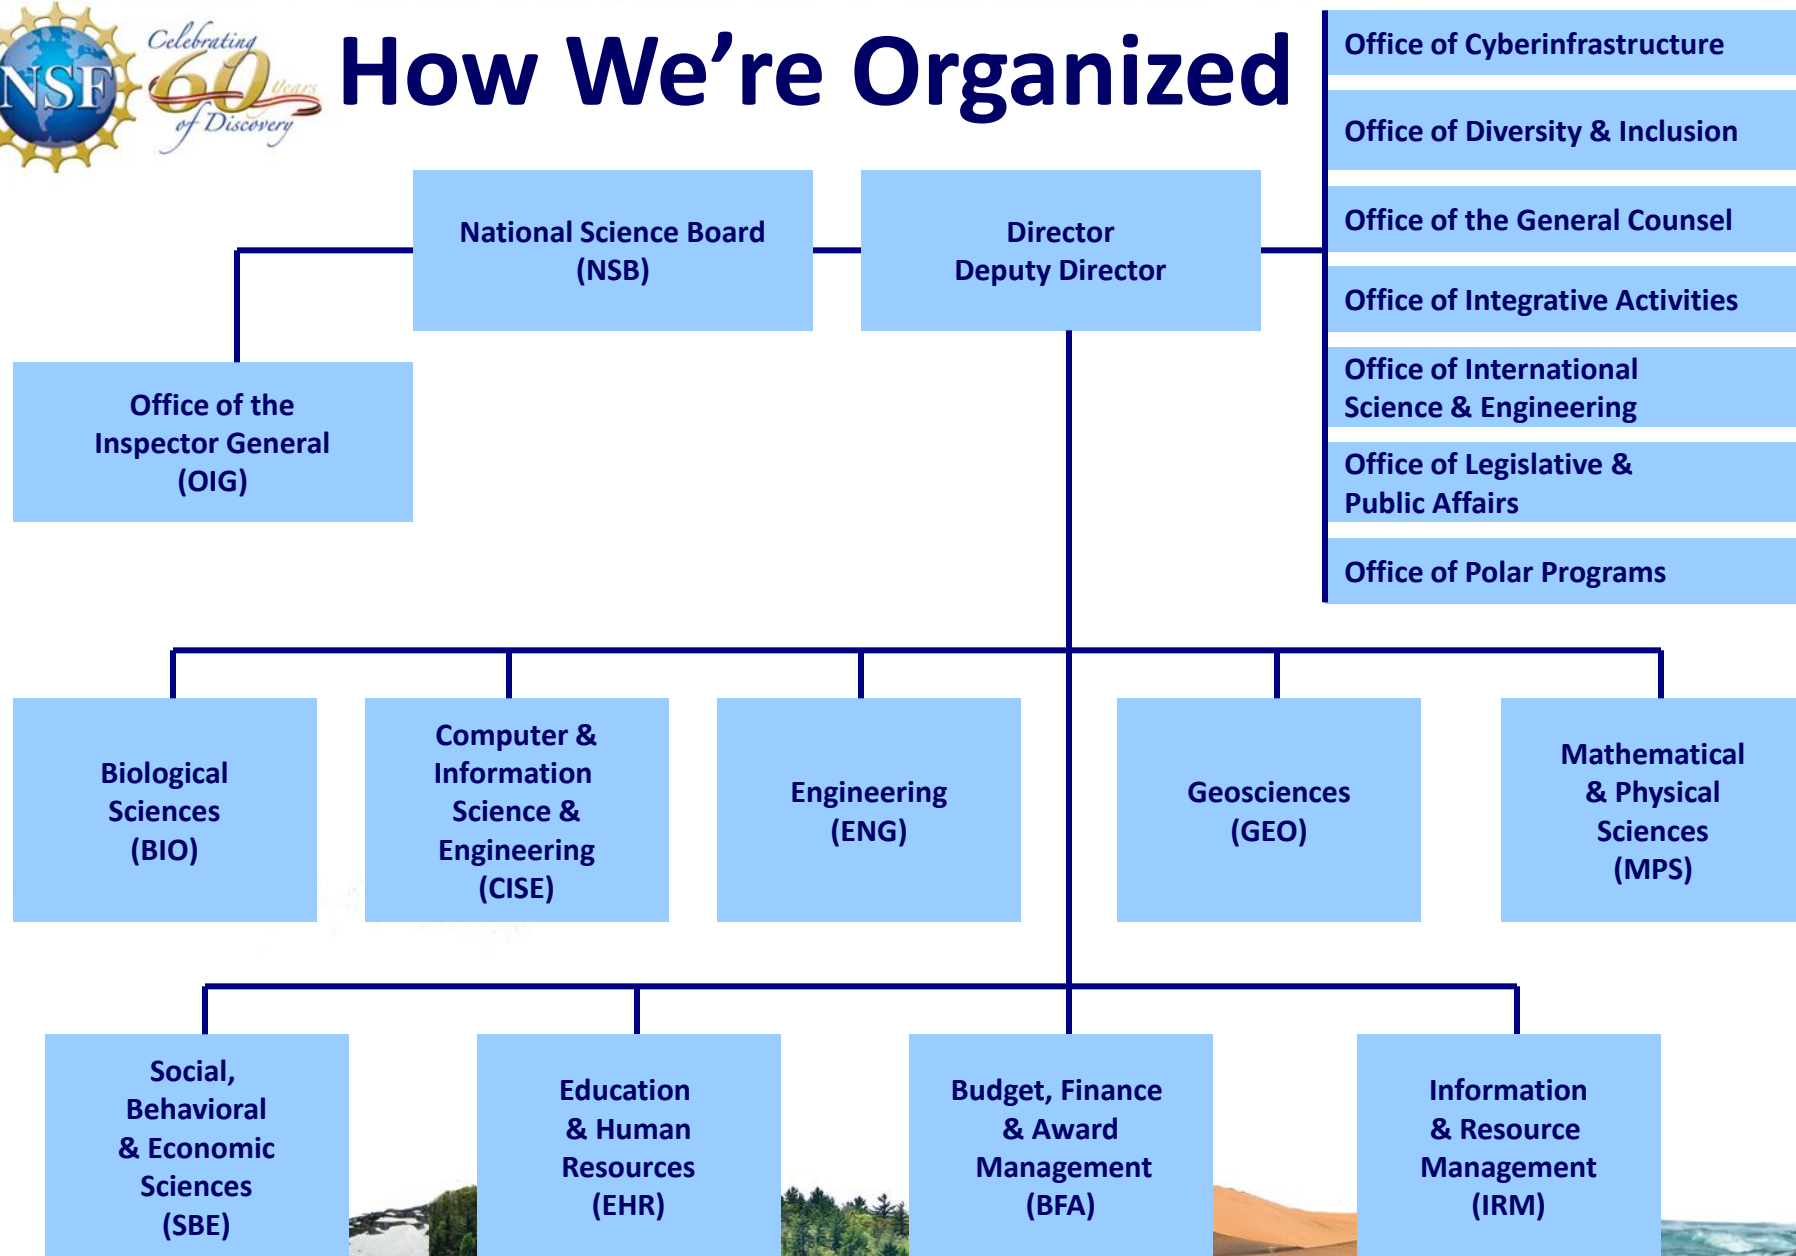 NSF
Celebrating
60 Years
of Discovery
How We’re Organized
Office of Cyberinfrastructure
Office of Diversity & Inclusion
Office of the General Counsel
Office of Integrative Activities
Office of International
Science & Engineering
Office of Legislative &
Public Affairs
Office of Polar Programs
National Science Board
(NSB)
Director
Deputy Director
Office of the
Inspector General
(OIG)
Biological
Sciences
(BIO)
Computer &
Information
Science &
Engineering
(CISE)
Engineering
(ENG)
Geosciences
(GEO)
Mathematical
& Physical
Sciences
(MPS)
Social,
Behavioral
& Economic
Sciences
(SBE)
Education
& Human
Resources
(EHR)
Budget, Finance
& Award
Management
(BFA)
Information
& Resource
Management
(IRM)